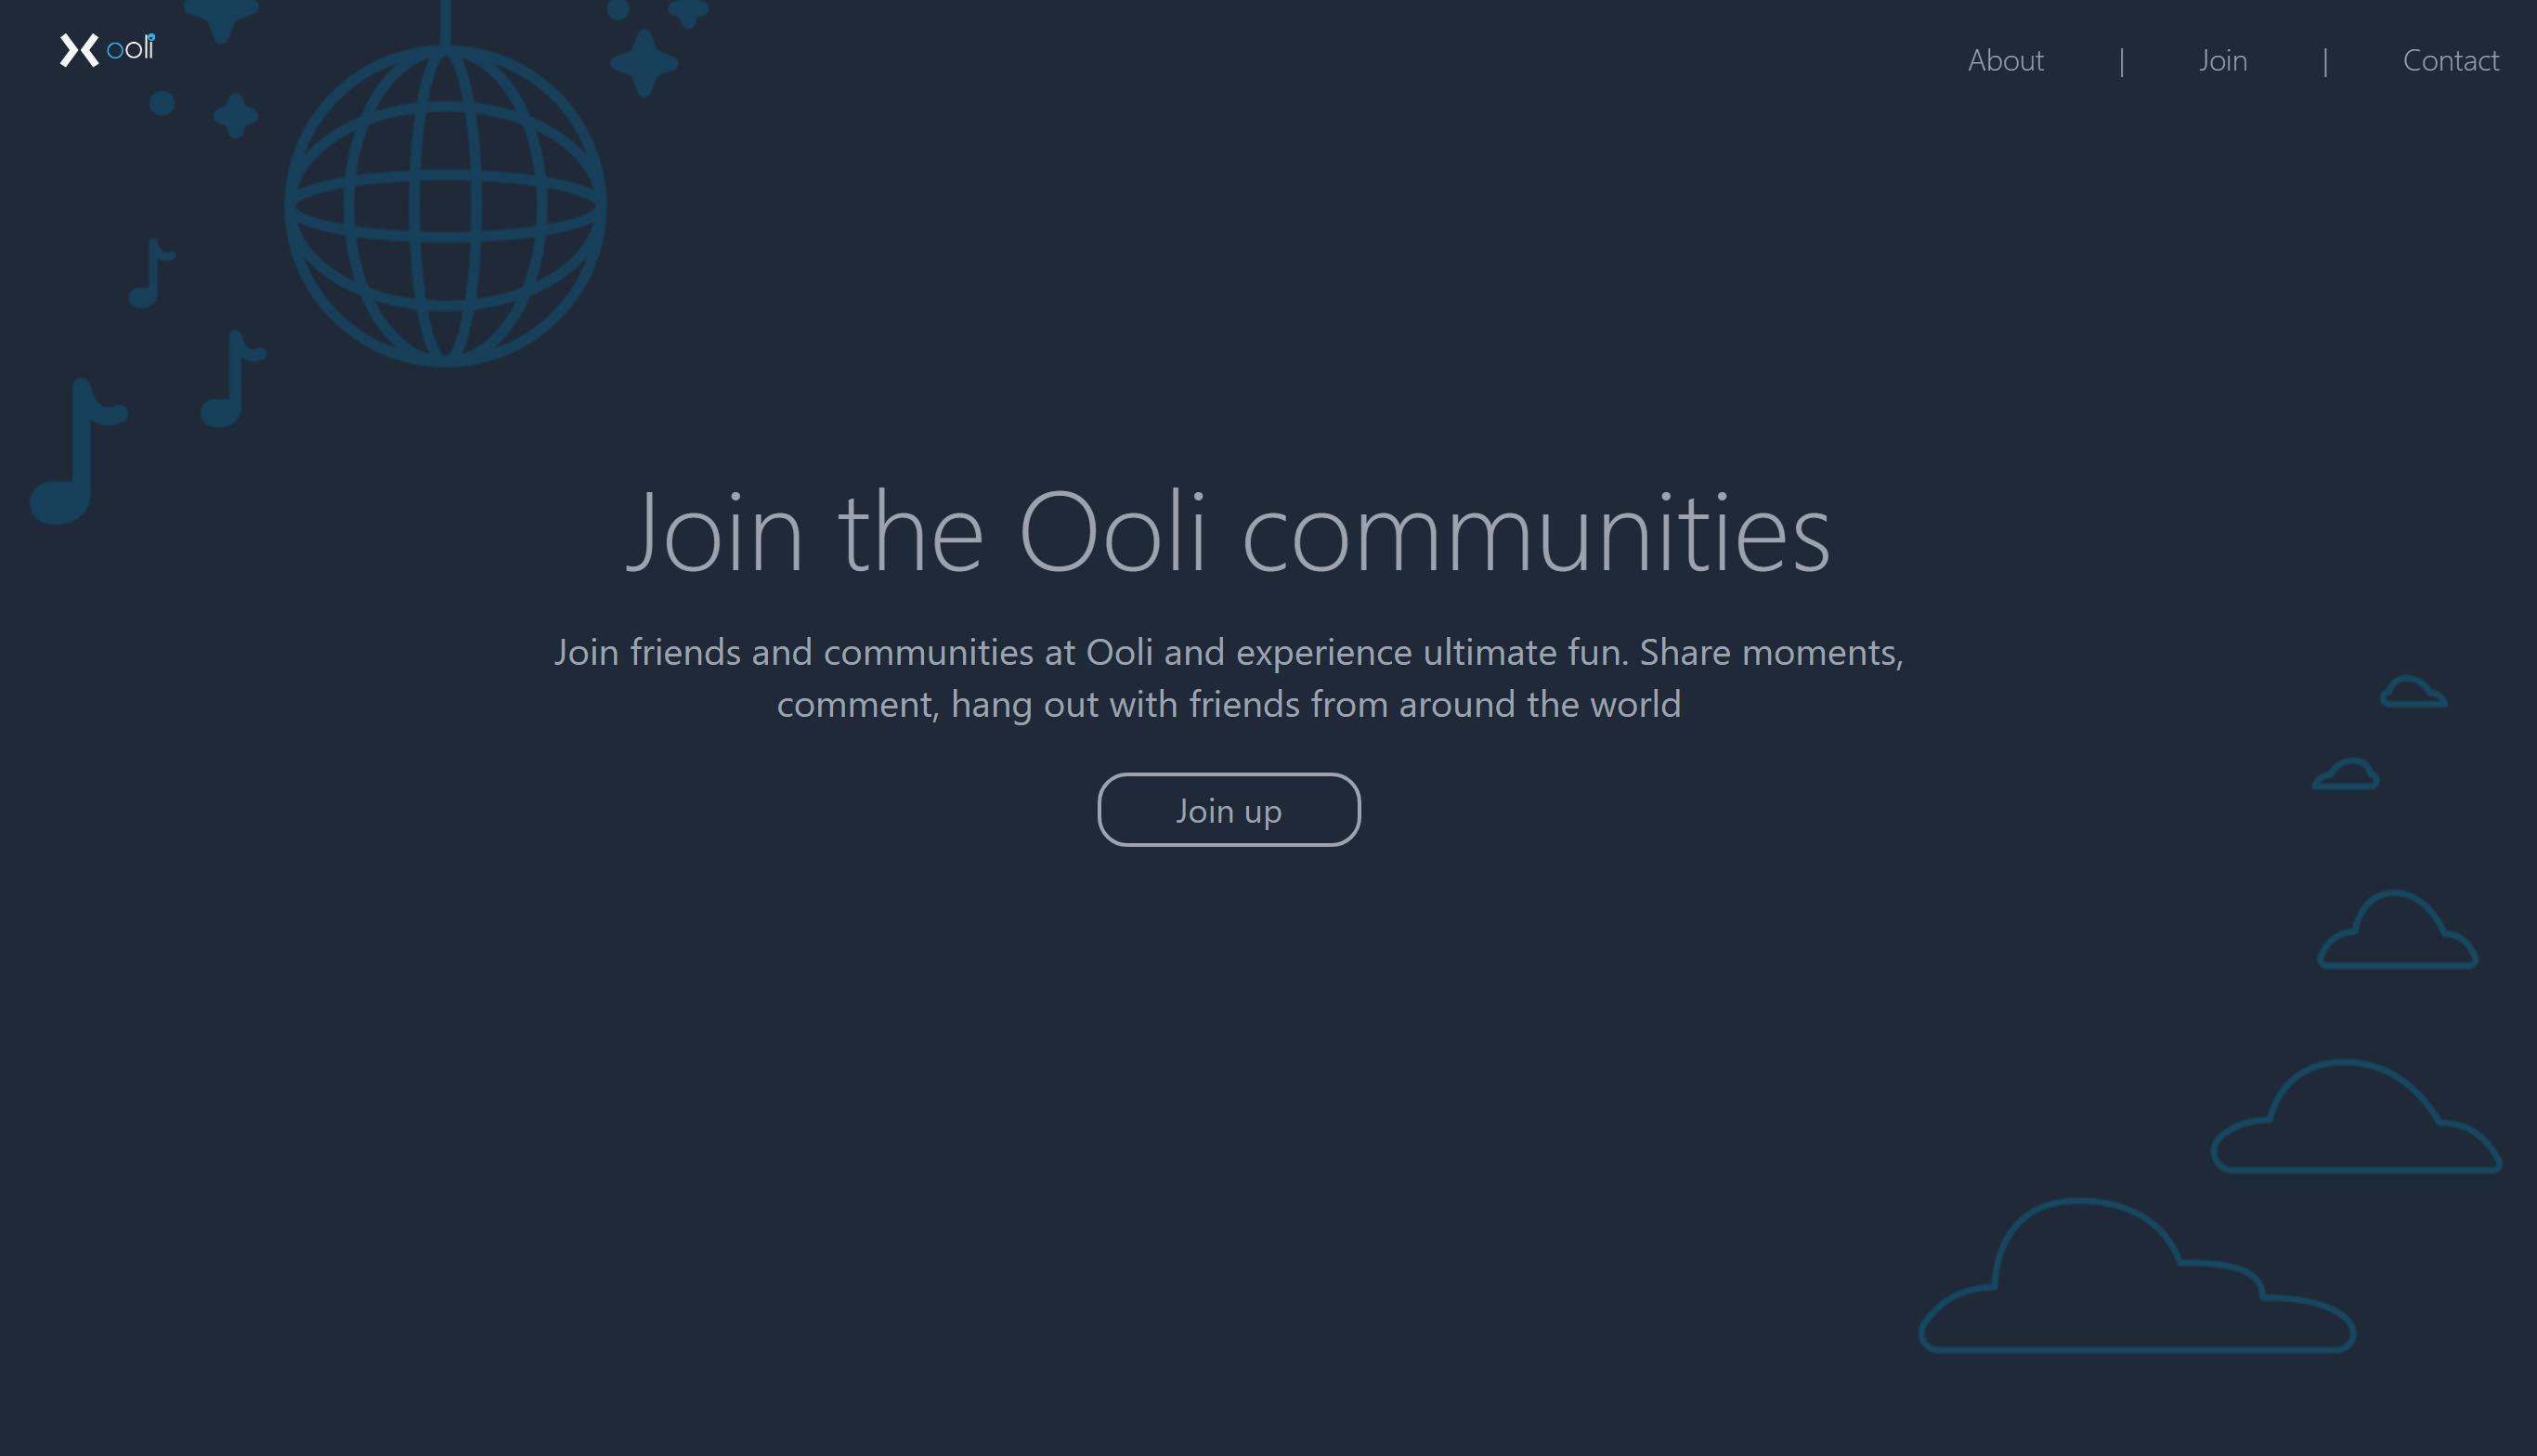 ooli
About | Join | Contact
Join the Ooli communities
Join friends and communities at Ooli and experience ultimate fun. Share moments,
comment, hang out with friends from around the world
Join up